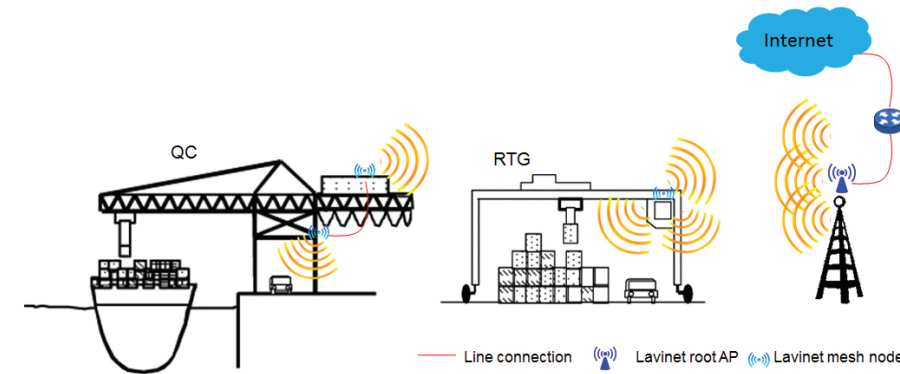 Internet
QC
RTG
Line connection
Lavinet root AP
Lavinet mesh node